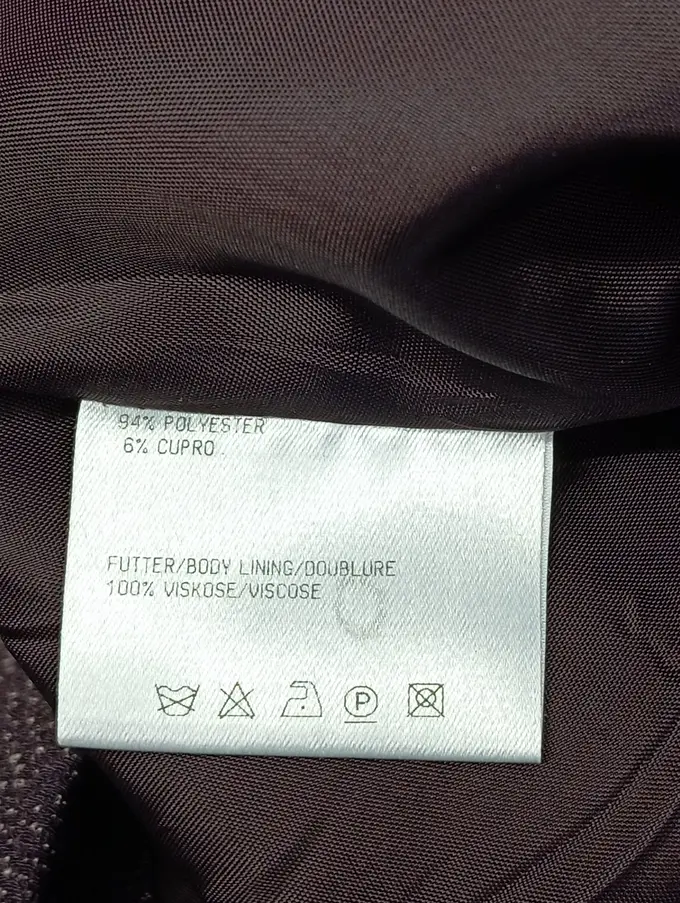 94% POLYESTER
6% CUPRO
FUTTER/BODY LINING/DOUBLURE
100% VISKOSE/VISCOSE
P